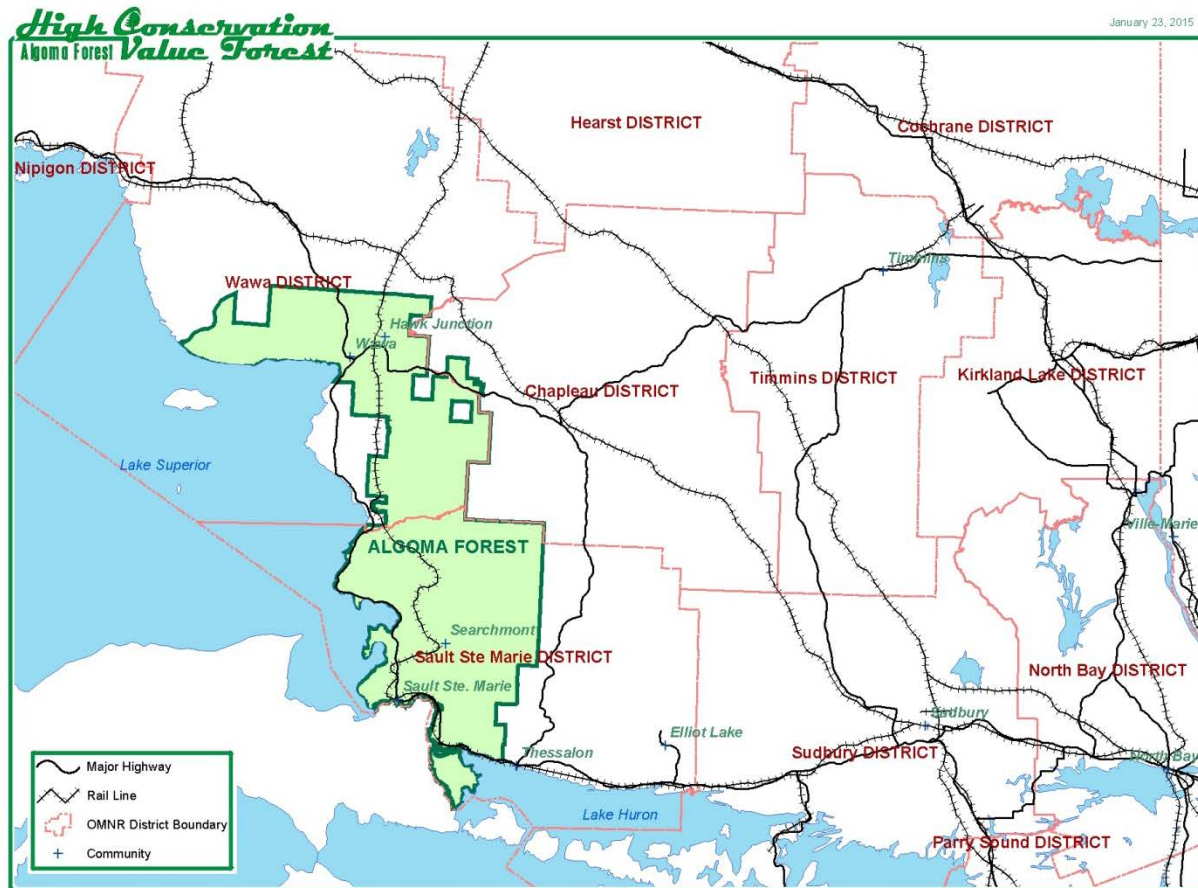 High Conservation
Algoma Forest Value Forest
January 23, 2015
Hearst DISTRICT
Cochrane DISTRICT
Nipigon DISTRICT
Timmins
Wawa DISTRICT
Hawk Junction
Wawa
Chapleau DISTRICT
Timmins DISTRICT
Kirkland Lake DISTRICT
Lake Superior
Ville-Marie
ALGOMA FOREST
Searchmont
Sault Ste Marie DISTRICT
North Bay DISTRICT
Sault Ste. Marie
Sudbury
Elliot Lake
Thessalon
Sudbury DISTRICT
North Bay
Lake Huron
Parry Sound DISTRICT
Major Highway
Rail Line
OMNR District Boundary
Community